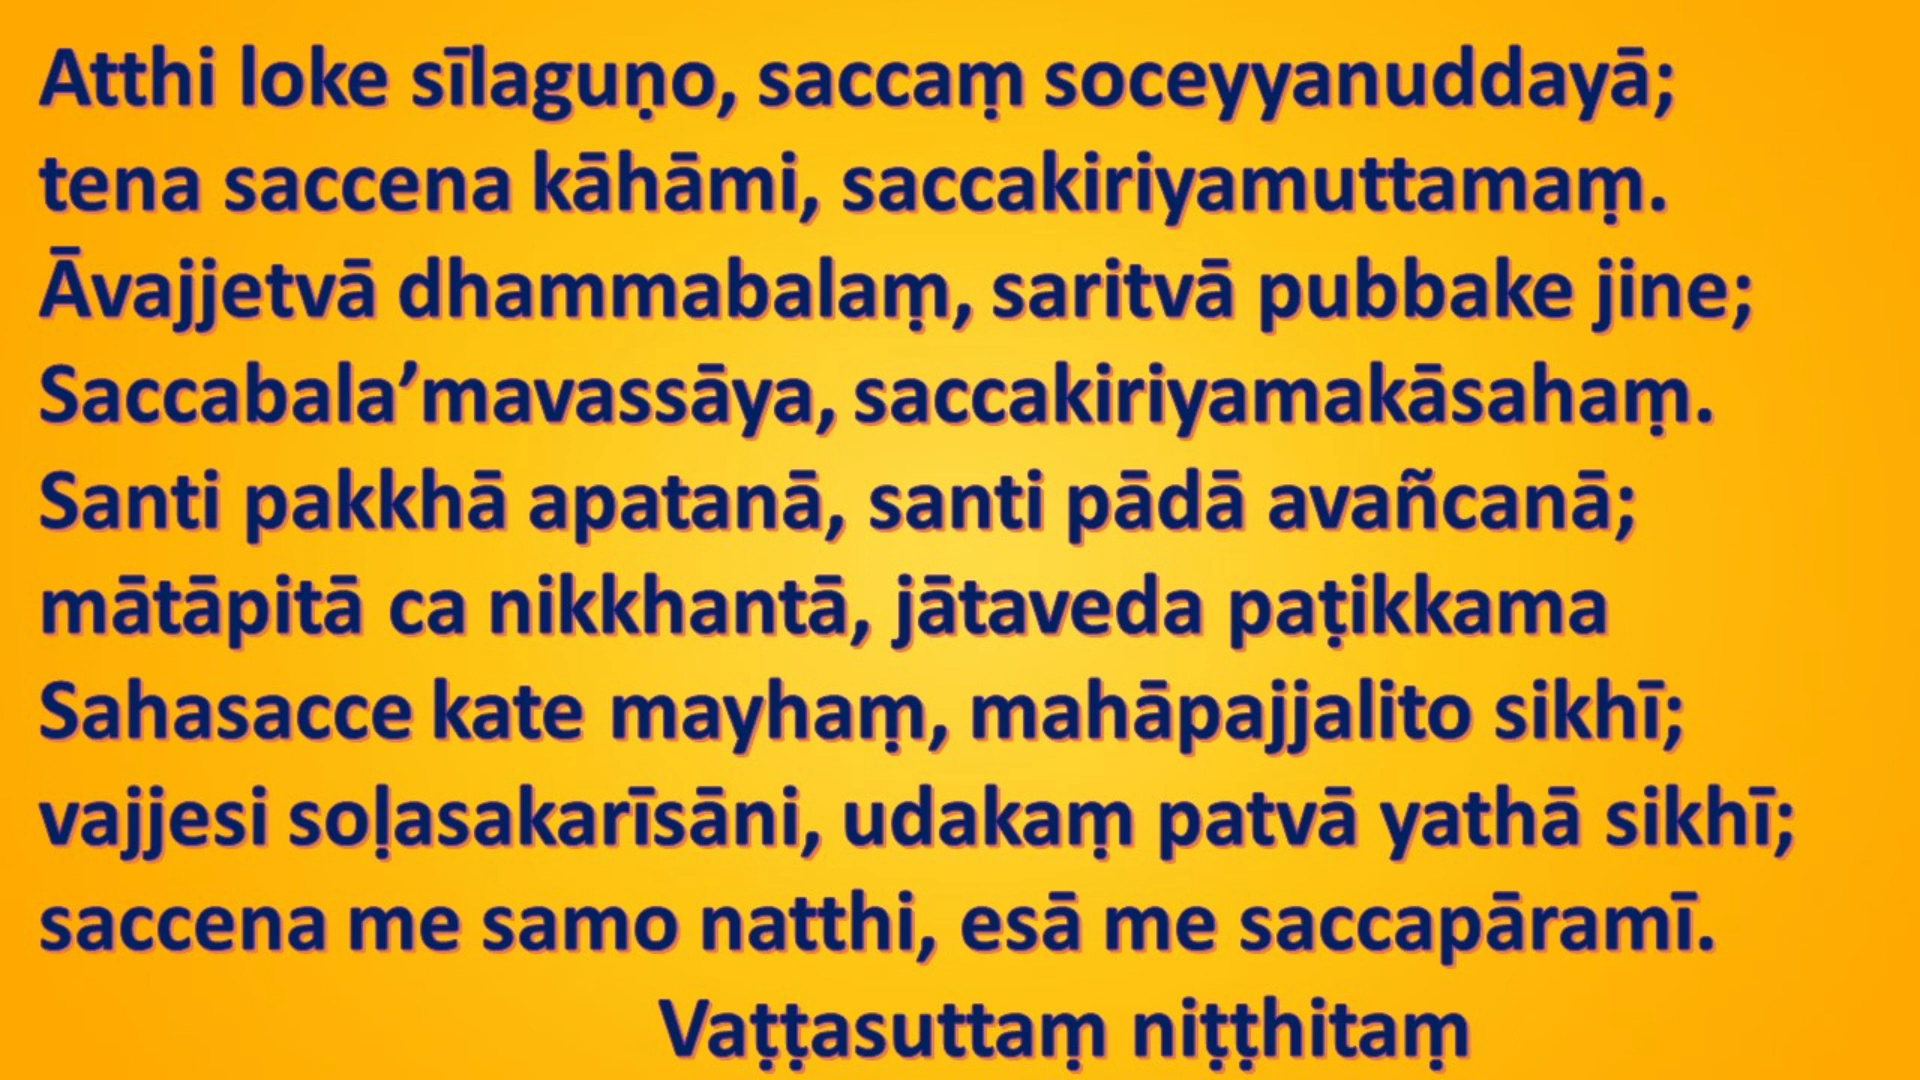 Atthi loke sīlaguṇo, saccaṃ soceyyanuddayā;
tena saccena kāhāmi, saccakiriyamuttamaṃ.
Āvajjetvā dhammabalaṃ, saritvā pubbake jine;
Saccabala’mavassāya, saccakiriyamakāsahaṃ.
Santi pakkhā apatanā, santi pādā avañcanā;
mātāpitā ca nikkhantā, jātaveda paṭikkama
Sahasacce kate mayhaṃ, mahāpajjalito sikhī;
vajjesi soḷasakarīsāni, udakaṃ patvā yathā sikhī;
saccena me samo natthi, esā me saccapāramī.
Vaṭṭasuttaṃ niṭṭhitaṃ